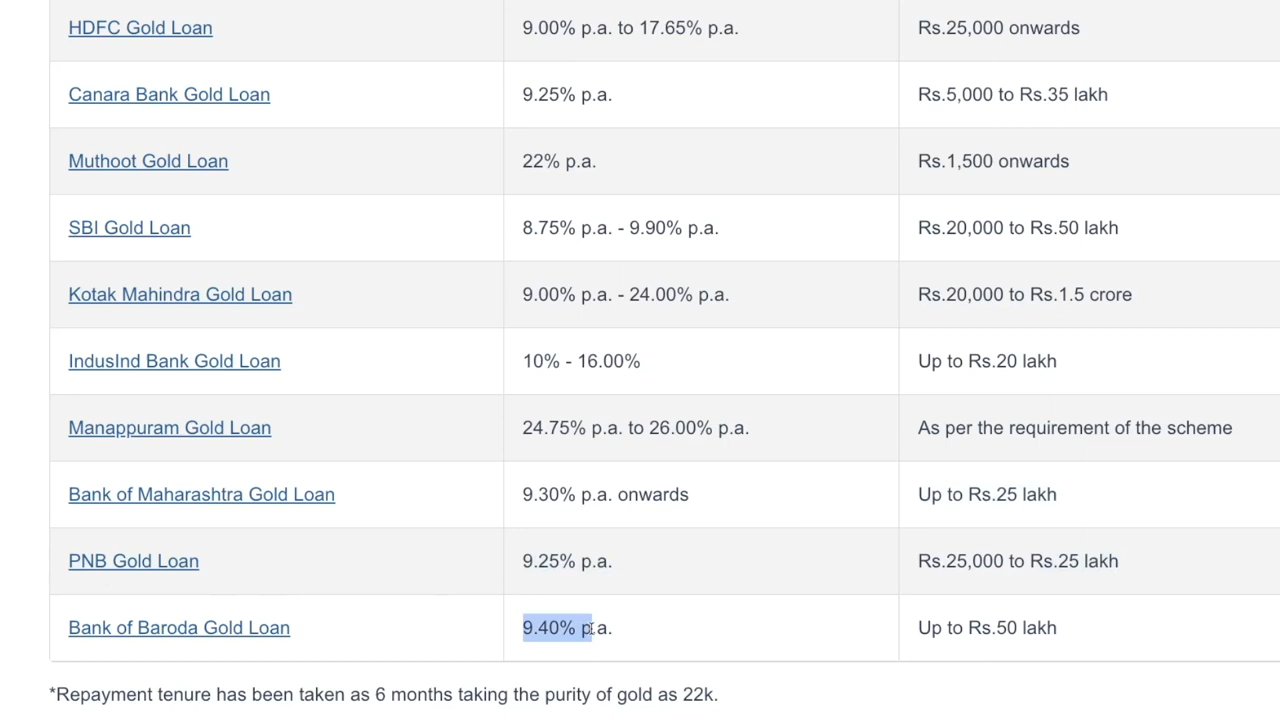 HDFC Gold Loan 9.00% p.a. to 17.65% p.a. Rs.25,000 onwards
Canara Bank Gold Loan 9.25% p.a. Rs.5,000 to Rs.35 lakh
Muthoot Gold Loan 22% p.a. Rs.1,500 onwards
SBI Gold Loan 8.75% p.a. - 9.90% p.a. Rs.20,000 to Rs.50 lakh
Kotak Mahindra Gold Loan 9.00% p.a. - 24.00% p.a. Rs.20,000 to Rs.1.5 crore
IndusInd Bank Gold Loan 10% - 16.00% Up to Rs.20 lakh
Manappuram Gold Loan 24.75% p.a. to 26.00% p.a. As per the requirement of the scheme
Bank of Maharashtra Gold Loan 9.30% p.a. onwards Up to Rs.25 lakh
PNB Gold Loan 9.25% p.a. Rs.25,000 to Rs.25 lakh
Bank of Baroda Gold Loan 9.40% p.a. Up to Rs.50 lakh
*Repayment tenure has been taken as 6 months taking the purity of gold as 22k.